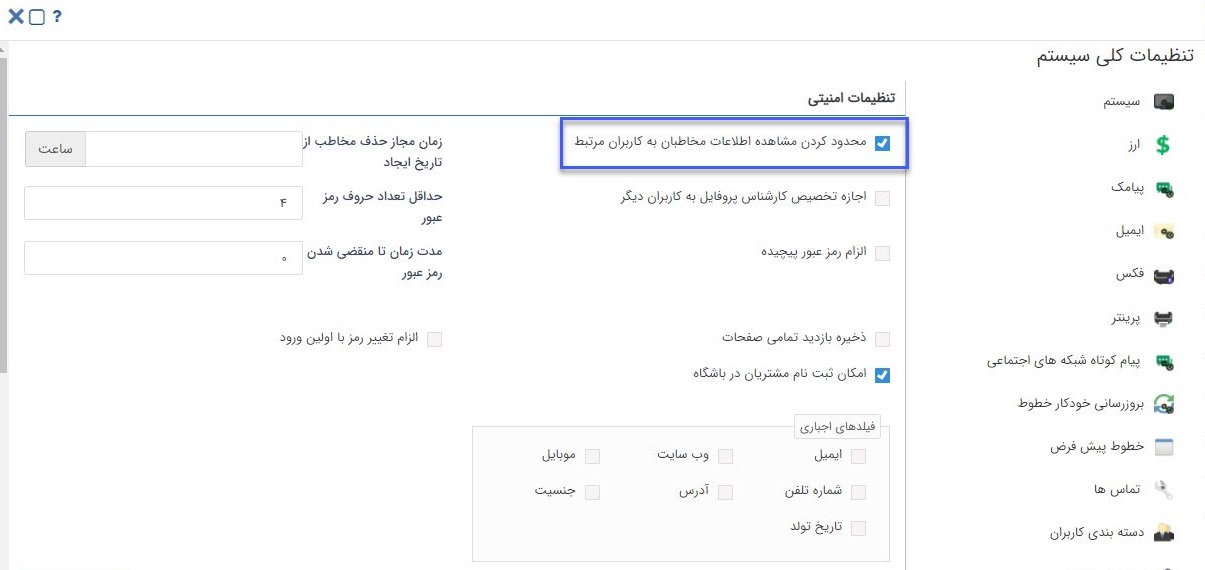 ?
تنظیمات کلی سیستم
سیستم
ارز
پیامک
ایمیل
فکس
پرینتر
پیام کوتاه شبکه های اجتماعی
بروزرسانی خودکار خطوط
خطوط پیش فرض
تماس ها
دسته بندی کاربران
تنظیمات امنیتی
محدود کردن مشاهده اطلاعات مخاطبان به کاربران مرتبط
زمان مجاز حذف مخاطب از
تاریخ ایجاد
ساعت
اجازه تخصیص کارشناس پروفایل به کاربران دیگر
حداقل تعداد حروف رمز
عبور
۴
الزام رمز عبور پیچیده
مدت زمان تا منقضی شدن
رمز عبور
۰
ذخیره بازدید تمامی صفحات
الزام تغییر رمز با اولین ورود
امکان ثبت نام مشتریان در باشگاه
فیلدهای اجباری
ایمیل وب سایت موبایل
شماره تلفن آدرس جنسیت
تاریخ تولد